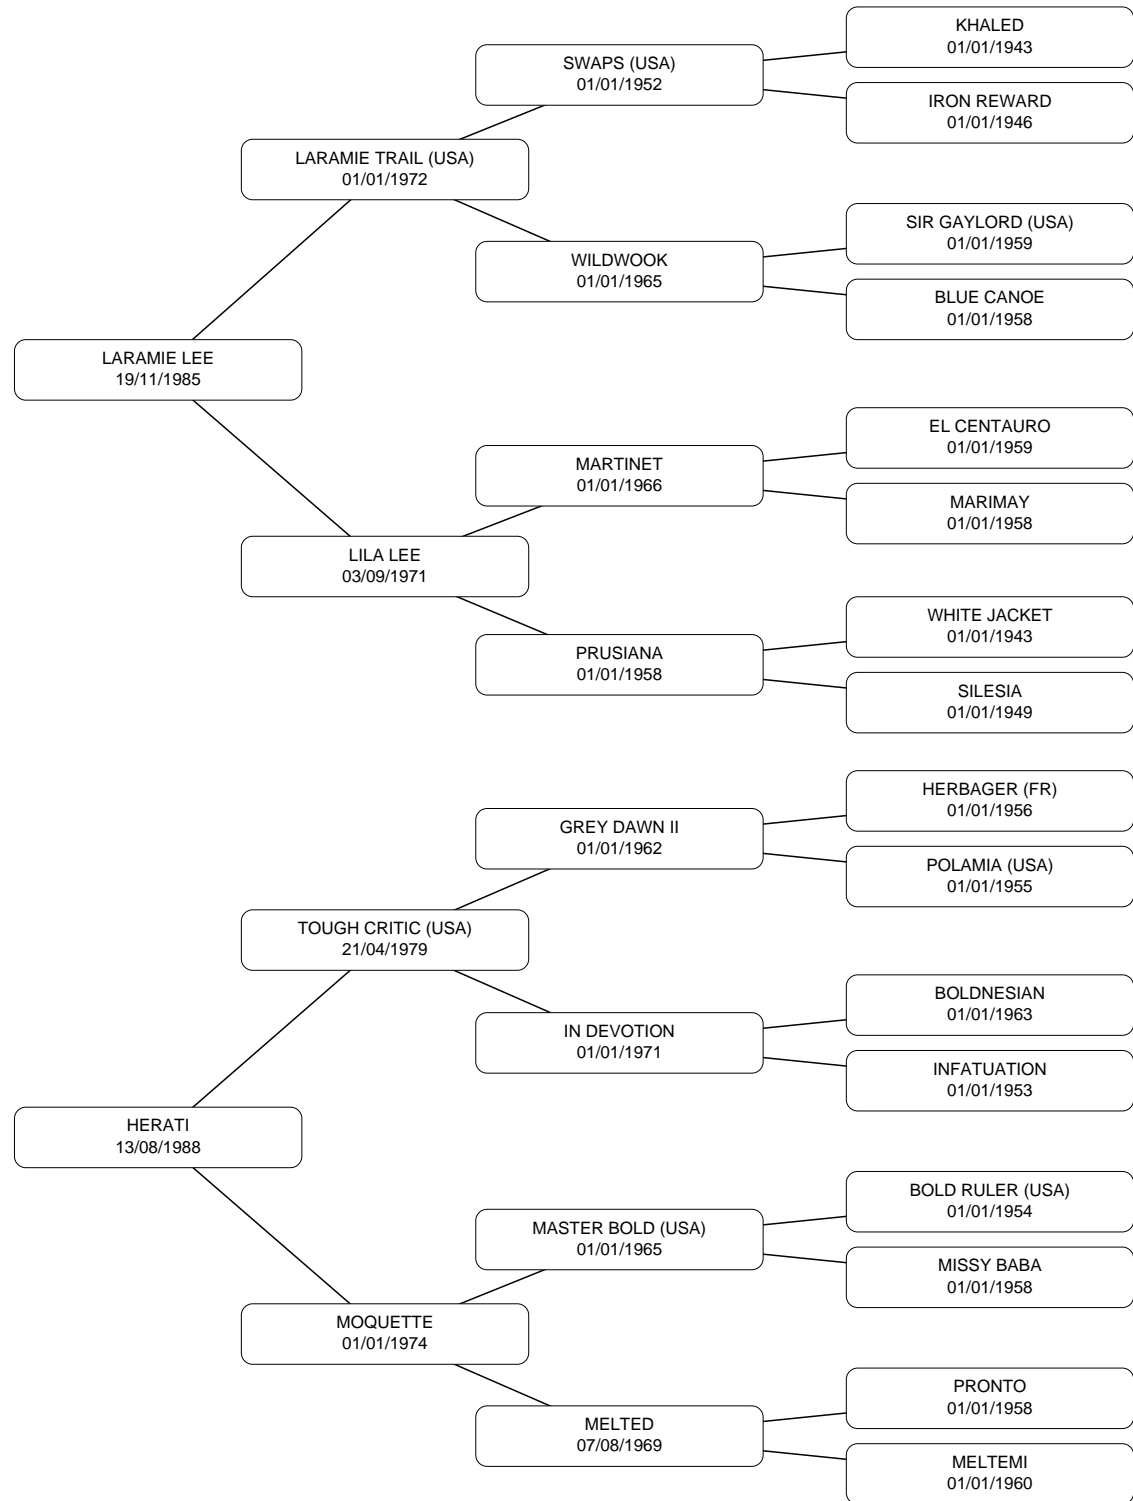 KHALED
01/01/1943
SWAPS (USA)
01/01/1952
IRON REWARD
01/01/1946
LARAMIE TRAIL (USA)
01/01/1972
SIR GAYLORD (USA)
01/01/1959
WILDWOOK
01/01/1965
BLUE CANOE
01/01/1958
LARAMIE LEE
19/11/1985
EL CENTAURO
01/01/1959
MARTINET
01/01/1966
MARIMAY
01/01/1958
LILA LEE
03/09/1971
WHITE JACKET
01/01/1943
PRUSIANA
01/01/1958
SILESIA
01/01/1949
HERBAGER (FR)
01/01/1956
GREY DAWN II
01/01/1962
POLAMIA (USA)
01/01/1955
TOUGH CRITIC (USA)
21/04/1979
BOLDNESIAN
01/01/1963
IN DEVOTION
01/01/1971
INFATUATION
01/01/1953
HERATI
13/08/1988
BOLD RULER (USA)
01/01/1954
MASTER BOLD (USA)
01/01/1965
MISSY BABA
01/01/1958
MOQUETTE
01/01/1974
PRONTO
01/01/1958
MELTED
07/08/1969
MELTEMI
01/01/1960